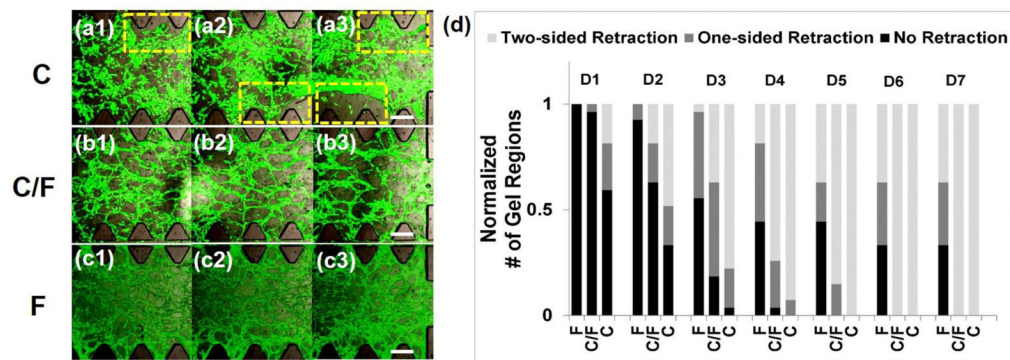 (a1) (a2) (a3)
C
(b1) (b2) (b3)
C/F
(c1) (c2) (c3)
F
(d)
Two-sided Retraction One-sided Retraction No Retraction
D1 D2 D3 D4 D5 D6 D7
Normalized
# of Gel Regions
1
0.5
0
F C/F C F C/F C F C/F C F C/F C F C/F C F C/F C F C/F C